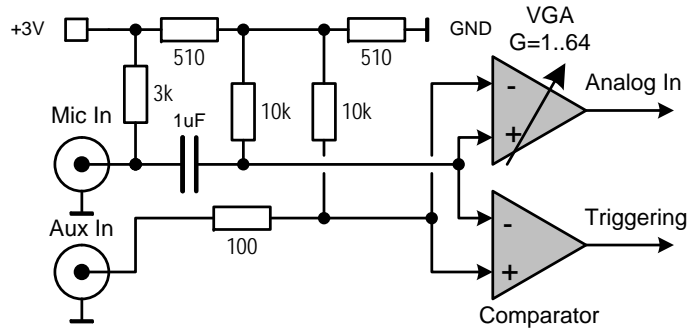 +3V
510
510
GND
VGA
G=1..64
3k
10k
10k
Analog In
Mic In
1uF
-
+
Aux In
100
-
+
Triggering
Comparator